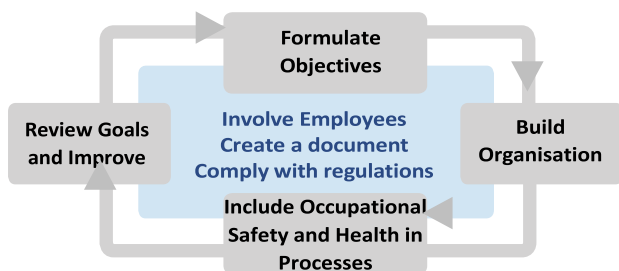 Formulate
Objectives
Involve Employees
Create a document
Comply with regulations
Review Goals
and Improve
Build
Organisation
Include Occupational
Safety and Health in
Processes